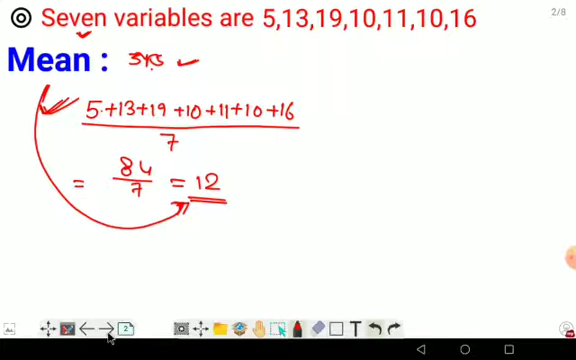 ◎ Seven variables are 5,13,19,10,11,10,16
2/8
Mean :
5+13+19+10+11+10+16
7
= 84/7 = 12
2
T